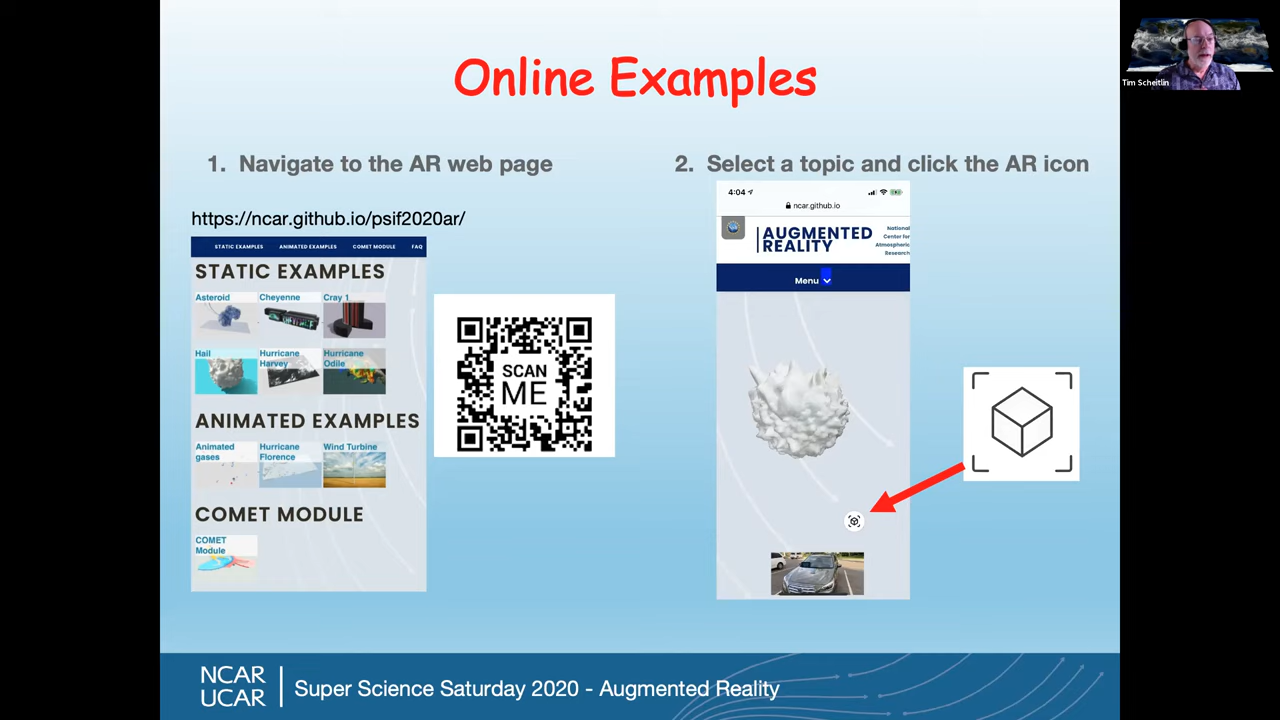 Online Examples
Tim Scheitlin
1. Navigate to the AR web page
https://ncar.github.io/psif2020ar/
STATIC EXAMPLES ANIMATED EXAMPLES COMET MODULE FAQ
STATIC EXAMPLES
Asteroid Cheyenne Cray 1
Hail Hurricane Harvey Hurricane Odile
ANIMATED EXAMPLES
Animated gases Hurricane Florence Wind Turbine
COMET MODULE
COMET Module
SCAN
ME
2. Select a topic and click the AR icon
4:04
ncar.github.io
AUGMENTED
REALITY
National
Center for
Atmospheric
Research
Menu
NCAR
UCAR
Super Science Saturday 2020 - Augmented Reality